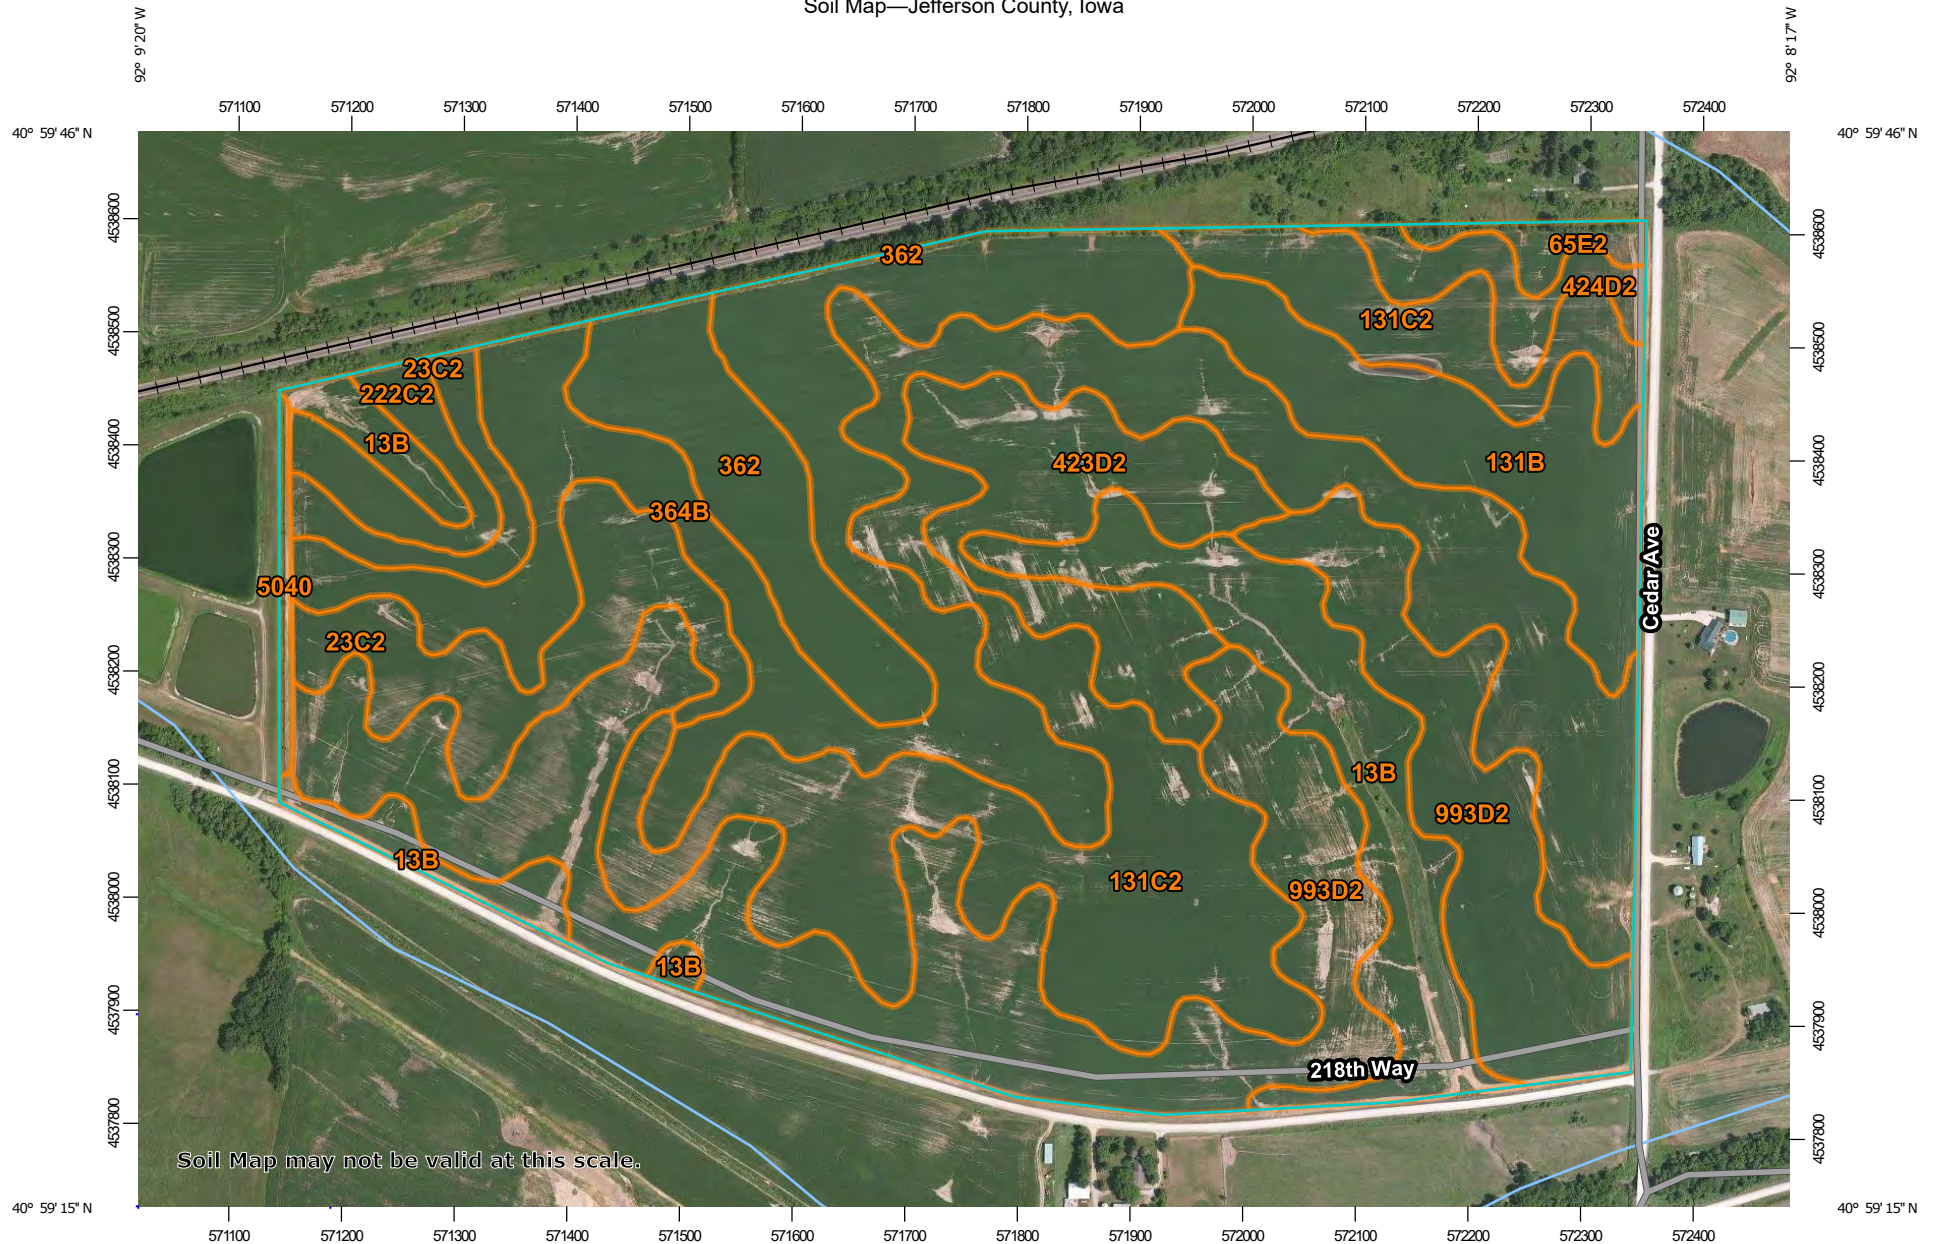 Soil Map—Jefferson County, Iowa
92° 9' 20" W
92° 8' 17" W
571100 571200 571300 571400 571500 571600 571700 571800 571900 572000 572100 572200 572300 572400
40° 59' 46" N
40° 59' 46" N
4538600
4538600
65E2
362
424D2
131C2
4538500
4538500
23C2
222C2
13B
4538400
4538400
362
423D2
131B
364B
Cedar Ave
4538300
4538300
5040
23C2
4538200
4538200
13B
4538100
4538100
993D2
13B
131C2
993D2
4538000
4538000
13B
4537900
4537900
218th Way
4537800
4537800
Soil Map may not be valid at this scale.
40° 59' 15" N
40° 59' 15" N
571100 571200 571300 571400 571500 571600 571700 571800 571900 572000 572100 572200 572300 572400